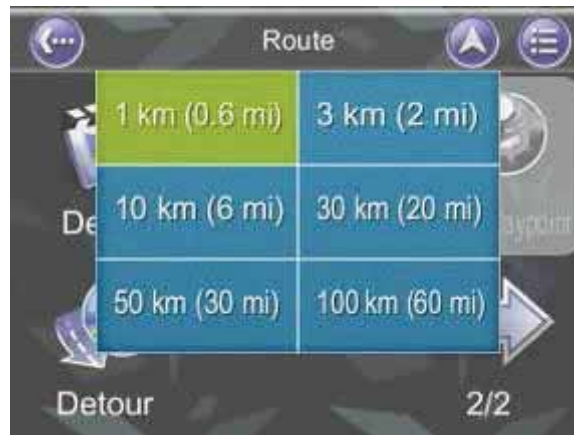 Route
1 km (0.6 mi) 3 km (2 mi)
10 km (6 mi) 30 km (20 mi)
50 km (30 mi) 100 km (60 mi)
Detour 2/2